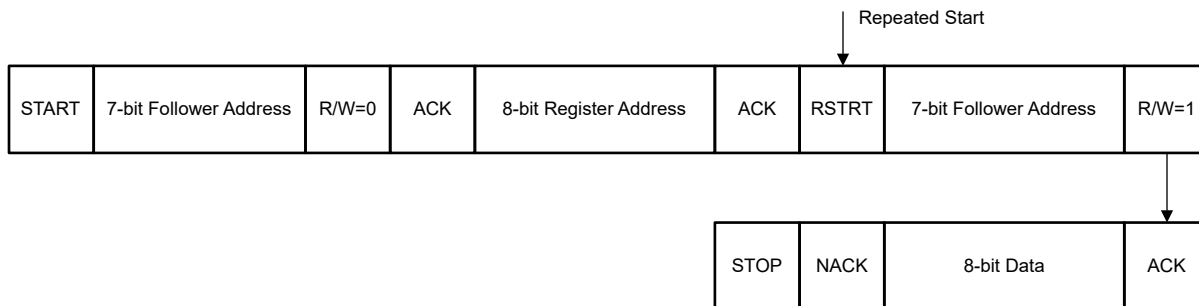 Repeated Start
START 7-bit Follower Address R/W=0 ACK 8-bit Register Address ACK RSTRT 7-bit Follower Address R/W=1
STOP NACK 8-bit Data ACK